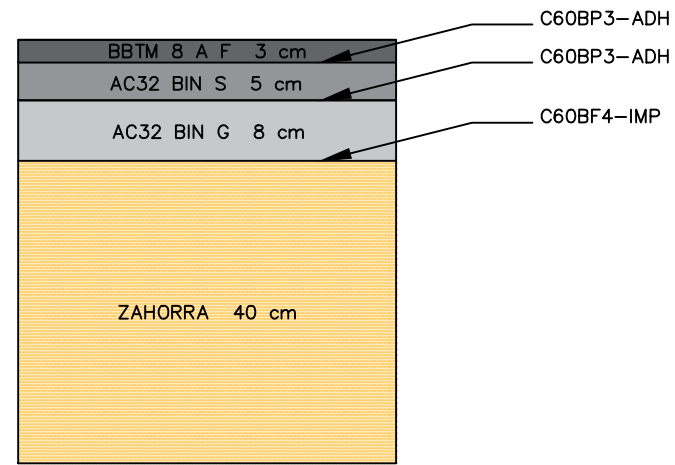 C60BP3-ADH
BBTM 8 A F 3 cm
C60BP3-ADH
AC32 BIN S 5 cm
C60BF4-IMP
AC32 BIN G 8 cm
ZAHORRA 40 cm